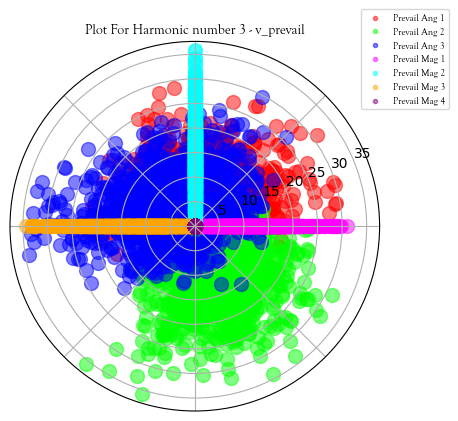 Plot For Harmonic number 3 - v_prevail
Prevail Ang 1
Prevail Ang 2
Prevail Ang 3
Prevail Mag 1
Prevail Mag 2
Prevail Mag 3
Prevail Mag 4
5
10
15
20
25
30
35